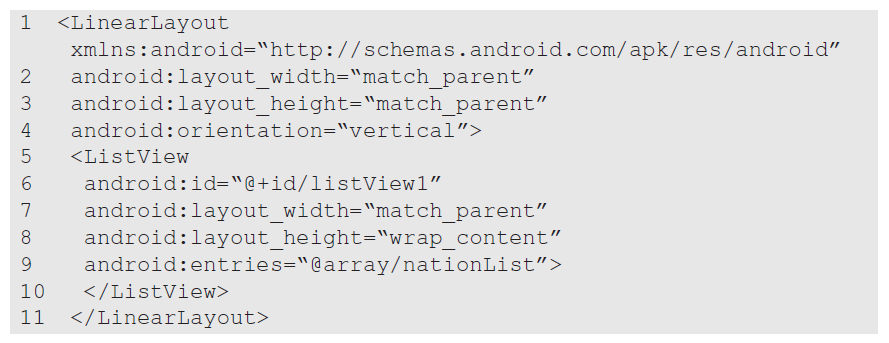 1 <LinearLayout
xmlns:android=“http://schemas.android.com/apk/res/android”
2 android:layout_width=“match_parent”
3 android:layout_height=“match_parent”
4 android:orientation=“vertical”>
5 <ListView
6 android:id=“@+id/listView1”
7 android:layout_width=“match_parent”
8 android:layout_height=“wrap_content”
9 android:entries=“@array/nationList”>
10 </ListView>
11 </LinearLayout>